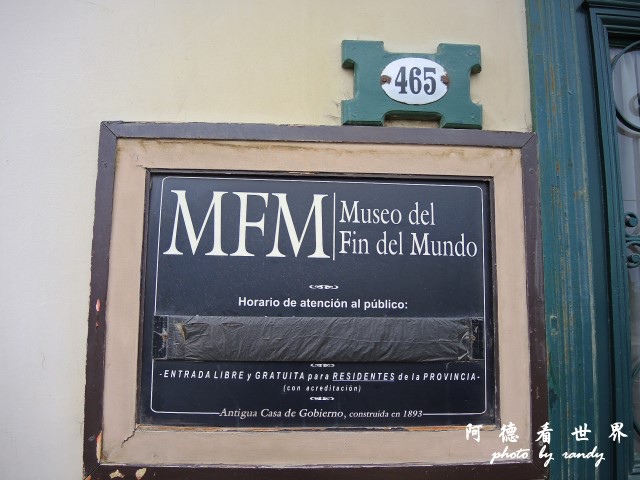 465
MFM Museo del
Fin del Mundo
Horario de atención al público:
-ENTRADA LIBRE y GRATUITA para RESIDENTES de la PROVINCIA-
(con acreditación)
Antigua Casa de Gobierno, construida en 1893
阿德看世界
photo by randy